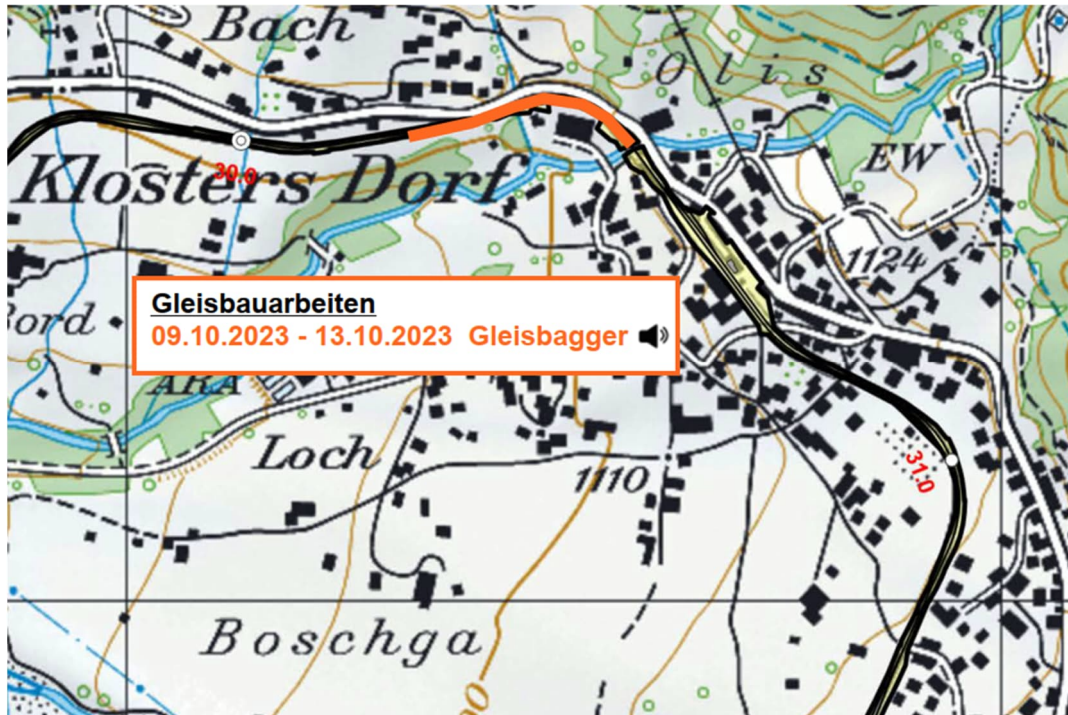 Bach
Olis
30.0
Klosters Dorf
EW
1124
Gleisbauarbeiten
09.10.2023 - 13.10.2023 Gleisbagger
ARA
Loch
1110
31.0
Boschga